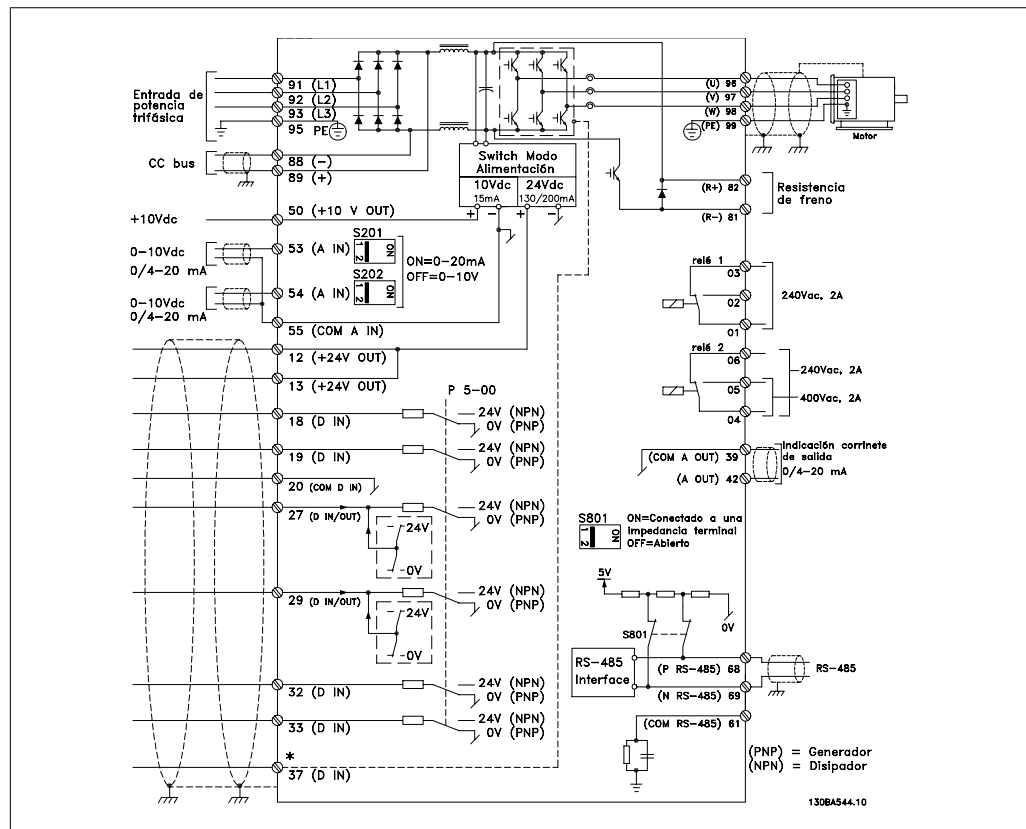 Entrada de
potencia
trifásica
91 (L1)
92 (L2)
93 (L3)
95 PE
CC bus
88 (-)
89 (+)
Switch Modo
Alimentación
10Vdc
15mA
24Vdc
130/200mA
+ - + -
+10Vdc
50 (+10 V OUT)
0-10Vdc
0/4-20 mA
53 (A IN)
S201
1 2
ON
ON=0-20mA
OFF=0-10V
S202
1 2
ON
0-10Vdc
0/4-20 mA
54 (A IN)
55 (COM A IN)
12 (+24V OUT)
13 (+24V OUT)
P 5-00
18 (D IN)
24V (NPN)
0V (PNP)
19 (D IN)
24V (NPN)
0V (PNP)
20 (COM D IN)
27 (D IN/OUT)
24V (NPN)
0V (PNP)
24V
0V
29 (D IN/OUT)
24V (NPN)
0V (PNP)
24V
0V
32 (D IN)
24V (NPN)
0V (PNP)
33 (D IN)
24V (NPN)
0V (PNP)
*
37 (D IN)
(U) 96
(V) 97
(W) 98
(PE) 99
Motor
(R+) 82
(R-) 81
Resistencia
de freno
relé 1
03
02
01
240Vac, 2A
relé 2
06
05
04
240Vac, 2A
400Vac, 2A
(COM A OUT) 39
(A OUT) 42
Indicación corrinete
de salida
0/4-20 mA
S801
1 2
ON
ON=Conectado a una
impedancia terminal
OFF=Abierto
5V
0V
S801
RS-485
Interface
(P RS-485) 68
(N RS-485) 69
RS-485
(COM RS-485) 61
(PNP) = Generador
(NPN) = Disipador
130BA544.10